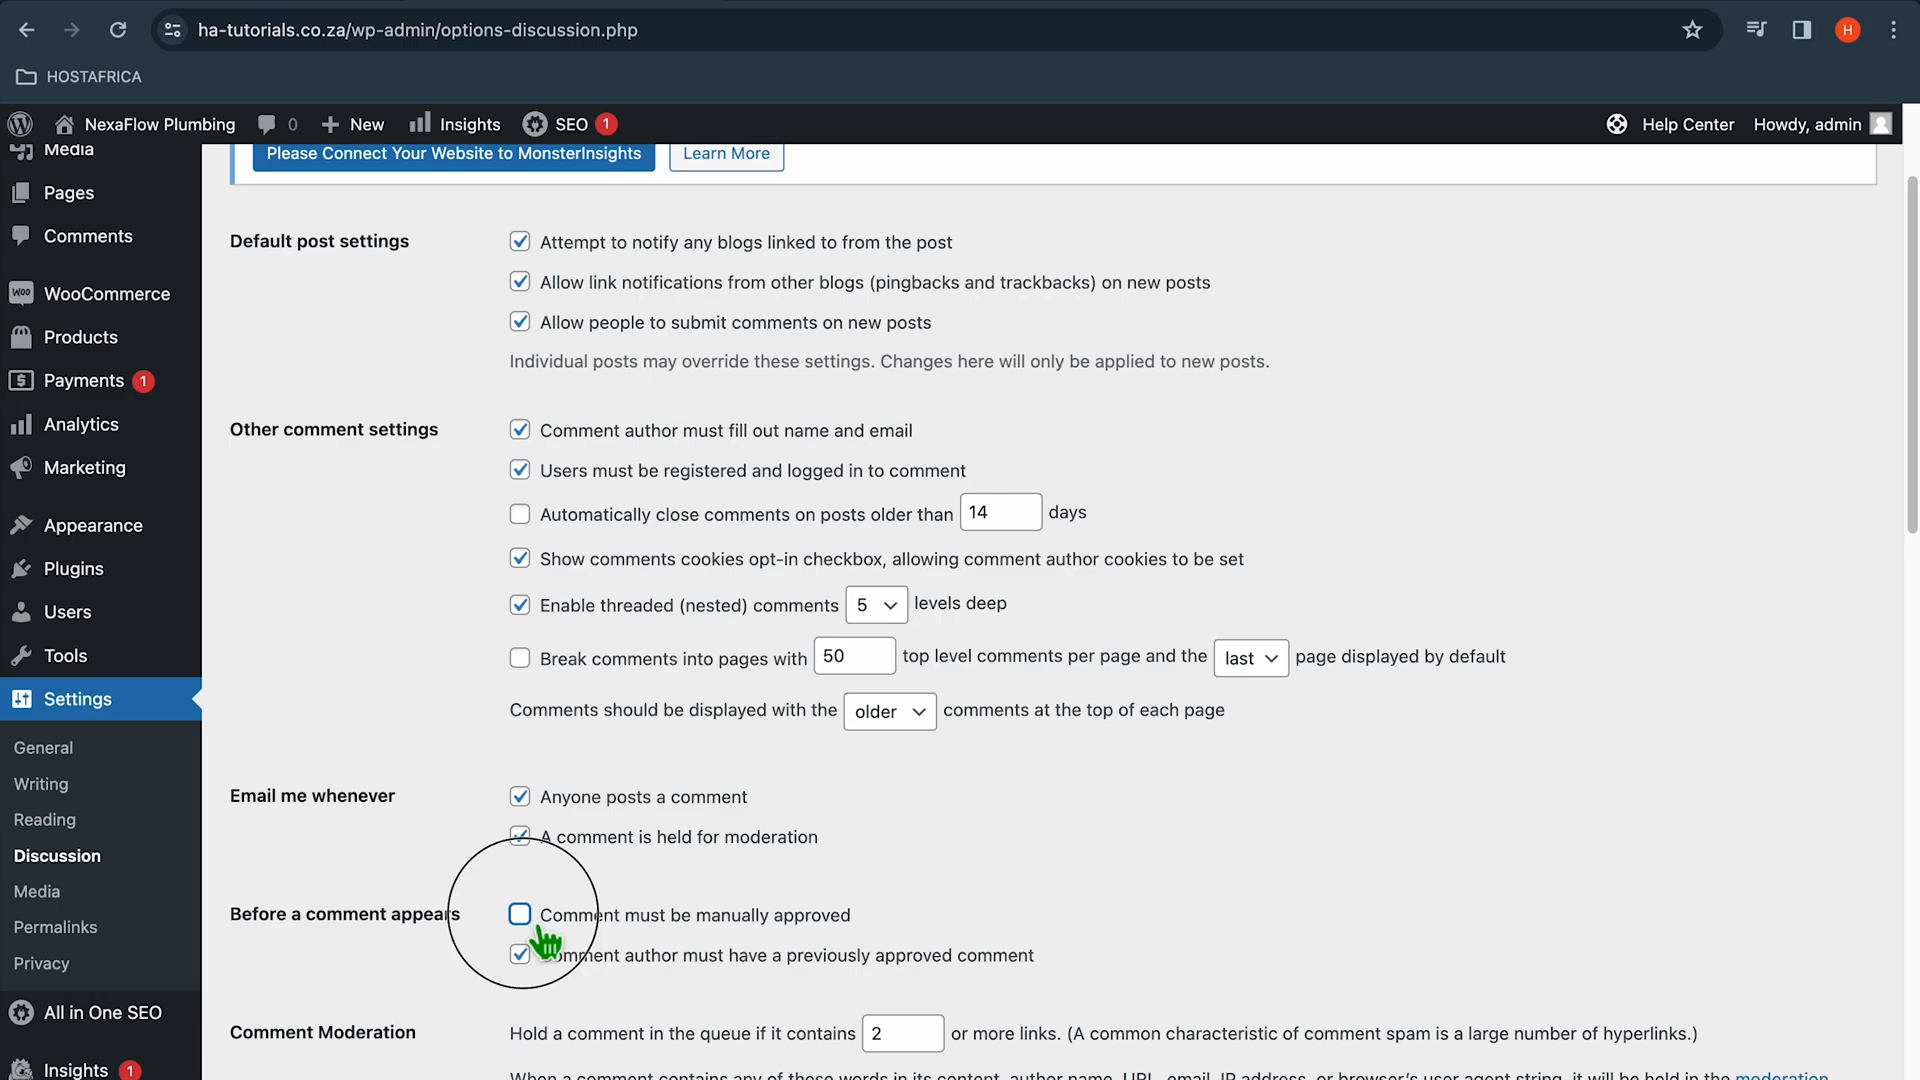 ha-tutorials.co.za/wp-admin/options-discussion.php
H
HOSTAFRICA
NexaFlow Plumbing 0 New Insights SEO 1 Help Center Howdy, admin
Media
Pages
Comments
WOO WooCommerce
Products
Payments 1
Analytics
Marketing
Appearance
Plugins
Users
Tools
Settings
General
Writing
Reading
Discussion
Media
Permalinks
Privacy
All in One SEO
Insights 1
Please Connect Your Website to MonsterInsights Learn More
Default post settings
Attempt to notify any blogs linked to from the post
Allow link notifications from other blogs (pingbacks and trackbacks) on new posts
Allow people to submit comments on new posts
Individual posts may override these settings. Changes here will only be applied to new posts.
Other comment settings
Comment author must fill out name and email
Users must be registered and logged in to comment
Automatically close comments on posts older than 14 days
Show comments cookies opt-in checkbox, allowing comment author cookies to be set
Enable threaded (nested) comments 5 levels deep
Break comments into pages with 50 top level comments per page and the last page displayed by default
Comments should be displayed with the older comments at the top of each page
Email me whenever
Anyone posts a comment
A comment is held for moderation
Before a comment appears
Comment must be manually approved
Comment author must have a previously approved comment
Comment Moderation
Hold a comment in the queue if it contains 2 or more links. (A common characteristic of comment spam is a large number of hyperlinks.)
When a comment contains any of these words in its content, author name, URL, email, IP address, or browser's user agent string, it will be held in the moderation